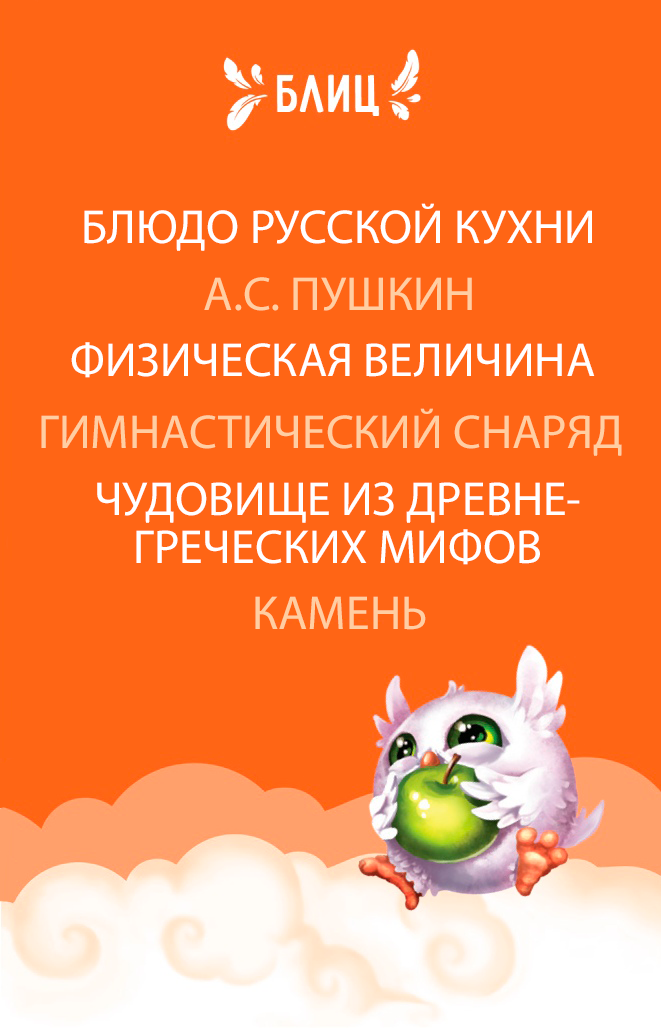 БЛИЦ
БЛЮДО РУССКОЙ КУХНИ
А.С. ПУШКИН
ФИЗИЧЕСКАЯ ВЕЛИЧИНА
ГИМНАСТИЧЕСКИЙ СНАРЯД
ЧУДОВИЩЕ ИЗ ДРЕВНЕ-
ГРЕЧЕСКИХ МИФОВ
КАМЕНЬ